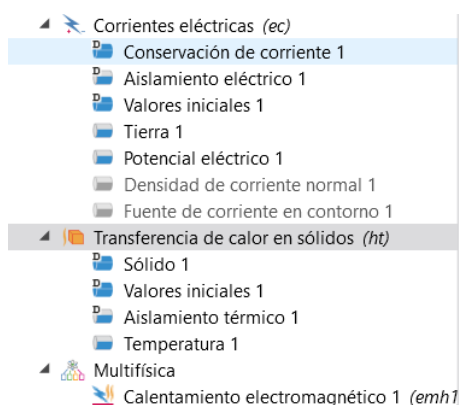 Corrientes eléctricas (ec)
D Conservación de corriente 1
D Aislamiento eléctrico 1
D Valores iniciales 1
Tierra 1
Potencial eléctrico 1
Densidad de corriente normal 1
Fuente de corriente en contorno 1
Transferencia de calor en sólidos (ht)
D Sólido 1
D Valores iniciales 1
D Aislamiento térmico 1
Temperatura 1
Multifísica
Calentamiento electromagnético 1 (emh1